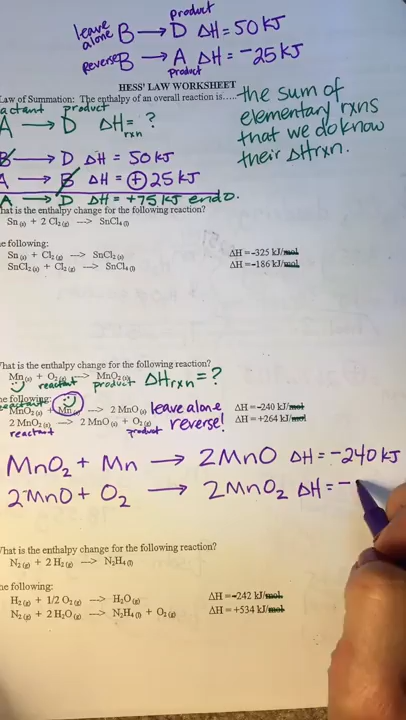 product
leave alone B → D ΔH = 50 kJ
Reverse B → A ΔH = -25 kJ
product
HESS' LAW WORKSHEET
Law of Summation: The enthalpy of an overall reaction is..... the sum of
elementary rxns
that we do know
their ΔHrxn.
actant product
A → D ΔH rxn = ?
B → D ΔH = 50 kJ
A → B ΔH = + 25 kJ
A → D ΔH = +75 kJ endo.
hat is the enthalpy change for the following reaction?
Sn (s) + 2 Cl2 (g) ---> SnCl4 (l)
e following:
Sn (s) + Cl2 (g) ---> SnCl2 (s) ΔH = -325 kJ/mol
SnCl2 (s) + Cl2 (g) ---> SnCl4 (l) ΔH = -186 kJ/mol
What is the enthalpy change for the following reaction?
Mn (s) + O2 (g) ---> MnO2 (s)
reactant product ΔHrxn = ?
e following:
reactant
MnO2 (s) + Mn (s) ---> 2 MnO (s) leave alone ΔH = -240 kJ/mol
2 MnO2 (s) ---> 2 MnO (s) + O2 (g) reverse! ΔH = +264 kJ/mol
reactant product
MnO2 + Mn → 2MnO ΔH = -240 kJ
2MnO + O2 → 2MnO2 ΔH = -
What is the enthalpy change for the following reaction?
N2 (g) + 2 H2 (g) ---> N2H4 (l)
e following:
H2 (g) + 1/2 O2 (g) ---> H2O (g) ΔH = -242 kJ/mol
N2 (g) + 2 H2O (g) ---> N2H4 (l) + O2 (g) ΔH = +534 kJ/mol